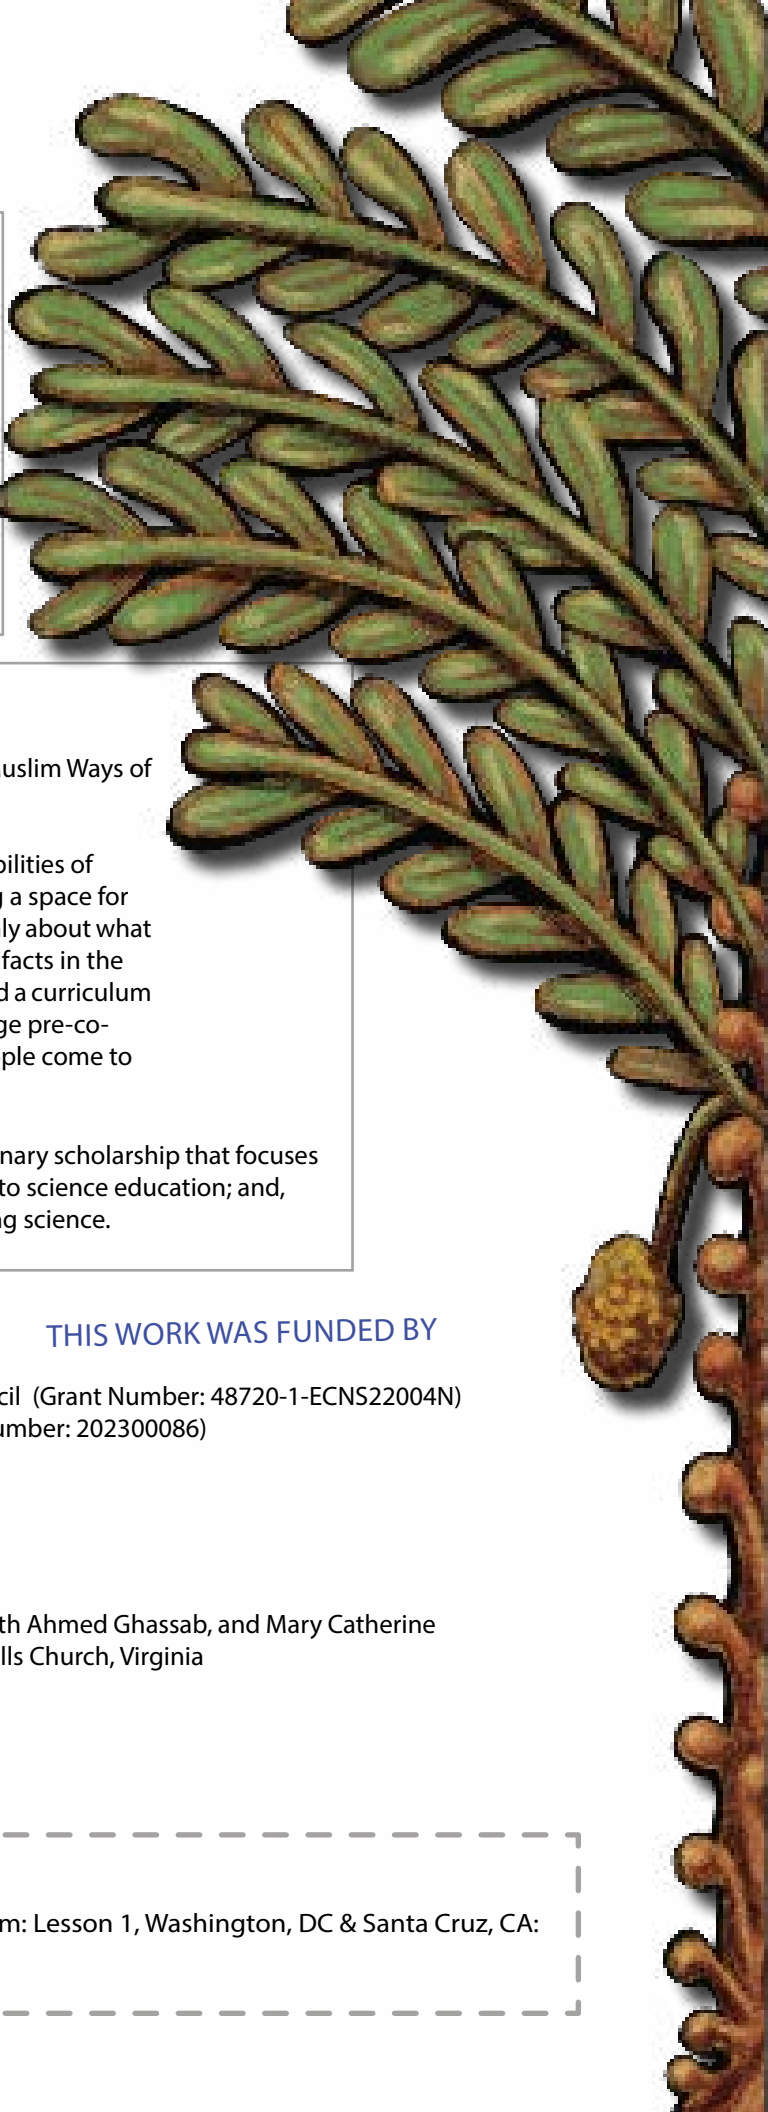 uslim Ways of
bilities of
g a space for
ly about what
facts in the
d a curriculum
ge pre-co-
ple come to
nary scholarship that focuses
to science education; and,
ng science.
THIS WORK WAS FUNDED BY
cil (Grant Number: 48720-1-ECNS22004N)
umber: 202300086)
th Ahmed Ghassab, and Mary Catherine
lls Church, Virginia
m: Lesson 1, Washington, DC & Santa Cruz, CA: